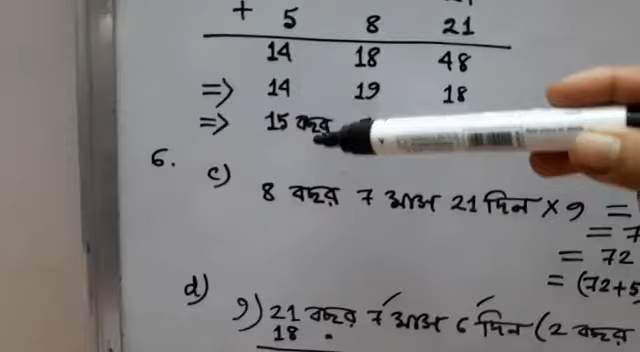 + 5 8 21
14 18 48
=> 14 19 18
=> 15 বছর
6. c) 8 বছর 7 মাস 21 দিন × 9 =
= 7
= 72
= (72+5
d) 9) 21 বছর 7 মাস 6 দিন (2 বছর
18